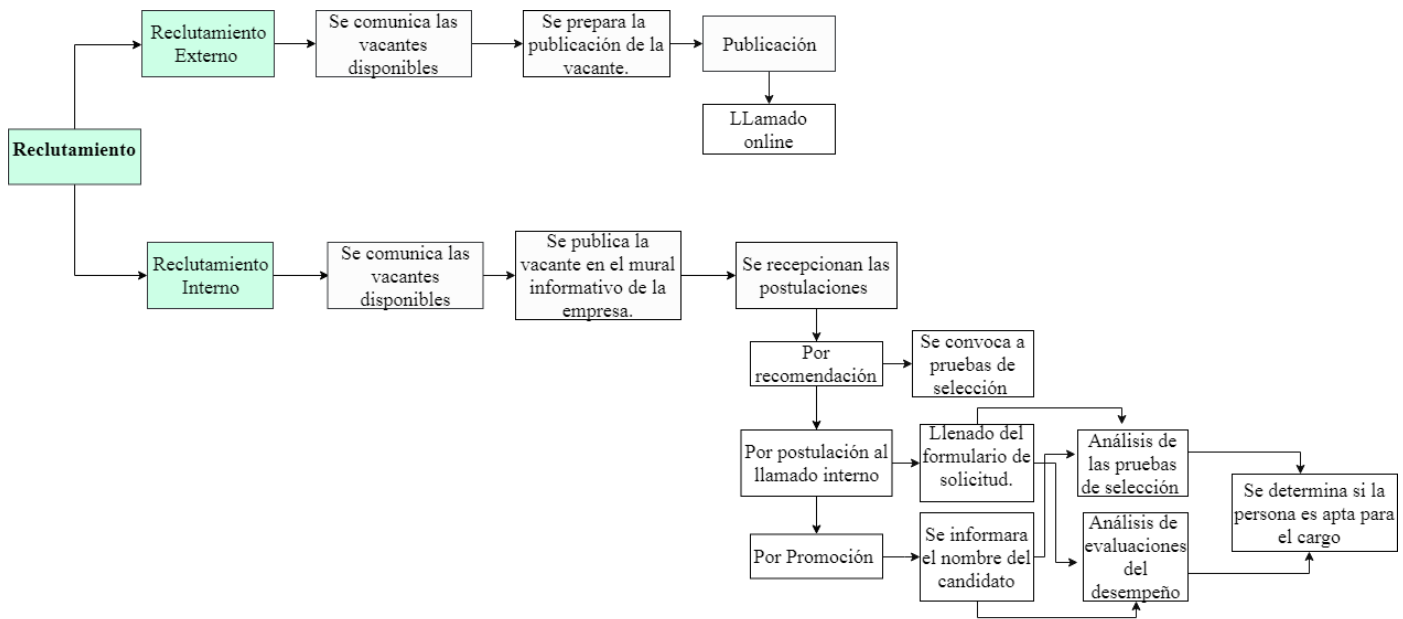 Reclutamiento
Reclutamiento
Externo
Se comunica las
vacantes
disponibles
Se prepara la
publicación de la
vacante.
Publicación
LLamado
online
Reclutamiento
Interno
Se comunica las
vacantes
disponibles
Se publica la
vacante en el mural
informativo de la
empresa.
Se recepcionan las
postulaciones
Por
recomendación
Se convoca a
pruebas de
selección
Por postulación al
llamado interno
Llenado del
formulario de
solicitud.
Por Promoción
Se informara
el nombre del
candidato
Análisis de
las pruebas
de selección
Análisis de
evaluaciones
del
desempeño
Se determina si la
persona es apta para
el cargo